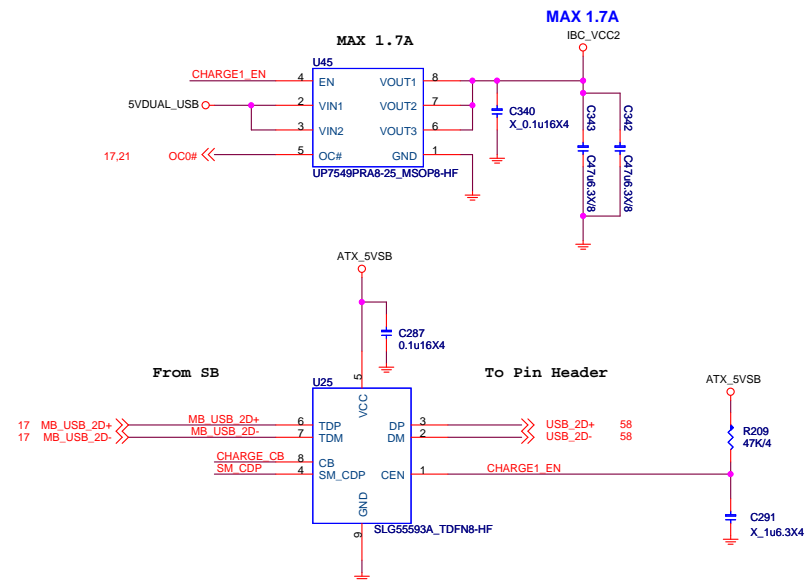 MAX 1.7A
MAX 1.7A
IBC_VCC2
U45
CHARGE1_EN
4
EN
VOUT1
8
5VDUAL_USB
2
VIN1
VOUT2
7
3
VIN2
VOUT3
6
17,21
OC0#
5
OC#
GND
1
UP7549PRA8-25_MSOP8-HF
C340
X_0.1u16X4
C343
C47u6.3X/8
C342
C47u6.3X/8
ATX_5VSB
C287
0.1u16X4
From SB
To Pin Header
ATX_5VSB
U25
5
VCC
17
MB_USB_2D+
MB_USB_2D+
6
TDP
DP
3
USB_2D+
58
17
MB_USB_2D-
MB_USB_2D-
7
TDM
DM
2
USB_2D-
58
R209
47K/4
CHARGE_CB
8
CB
SM_CDP
4
SM_CDP
CEN
1
CHARGE1_EN
GND
9
SLG55593A_TDFN8-HF
C291
X_1u6.3X4